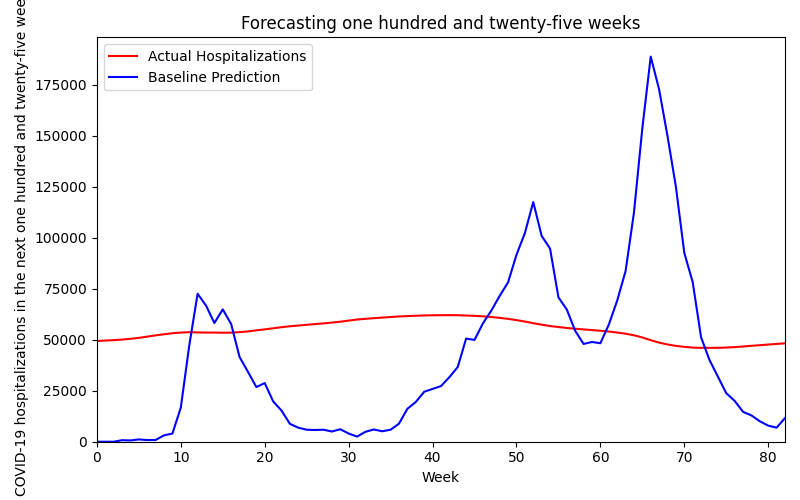 Forecasting one hundred and twenty-five weeks
Actual Hospitalizations
Baseline Prediction
COVID-19 hospitalizations in the next one hundred and twenty-five
175000
150000
125000
100000
75000
50000
25000
0
0 10 20 30 40 50 60 70 80
Week